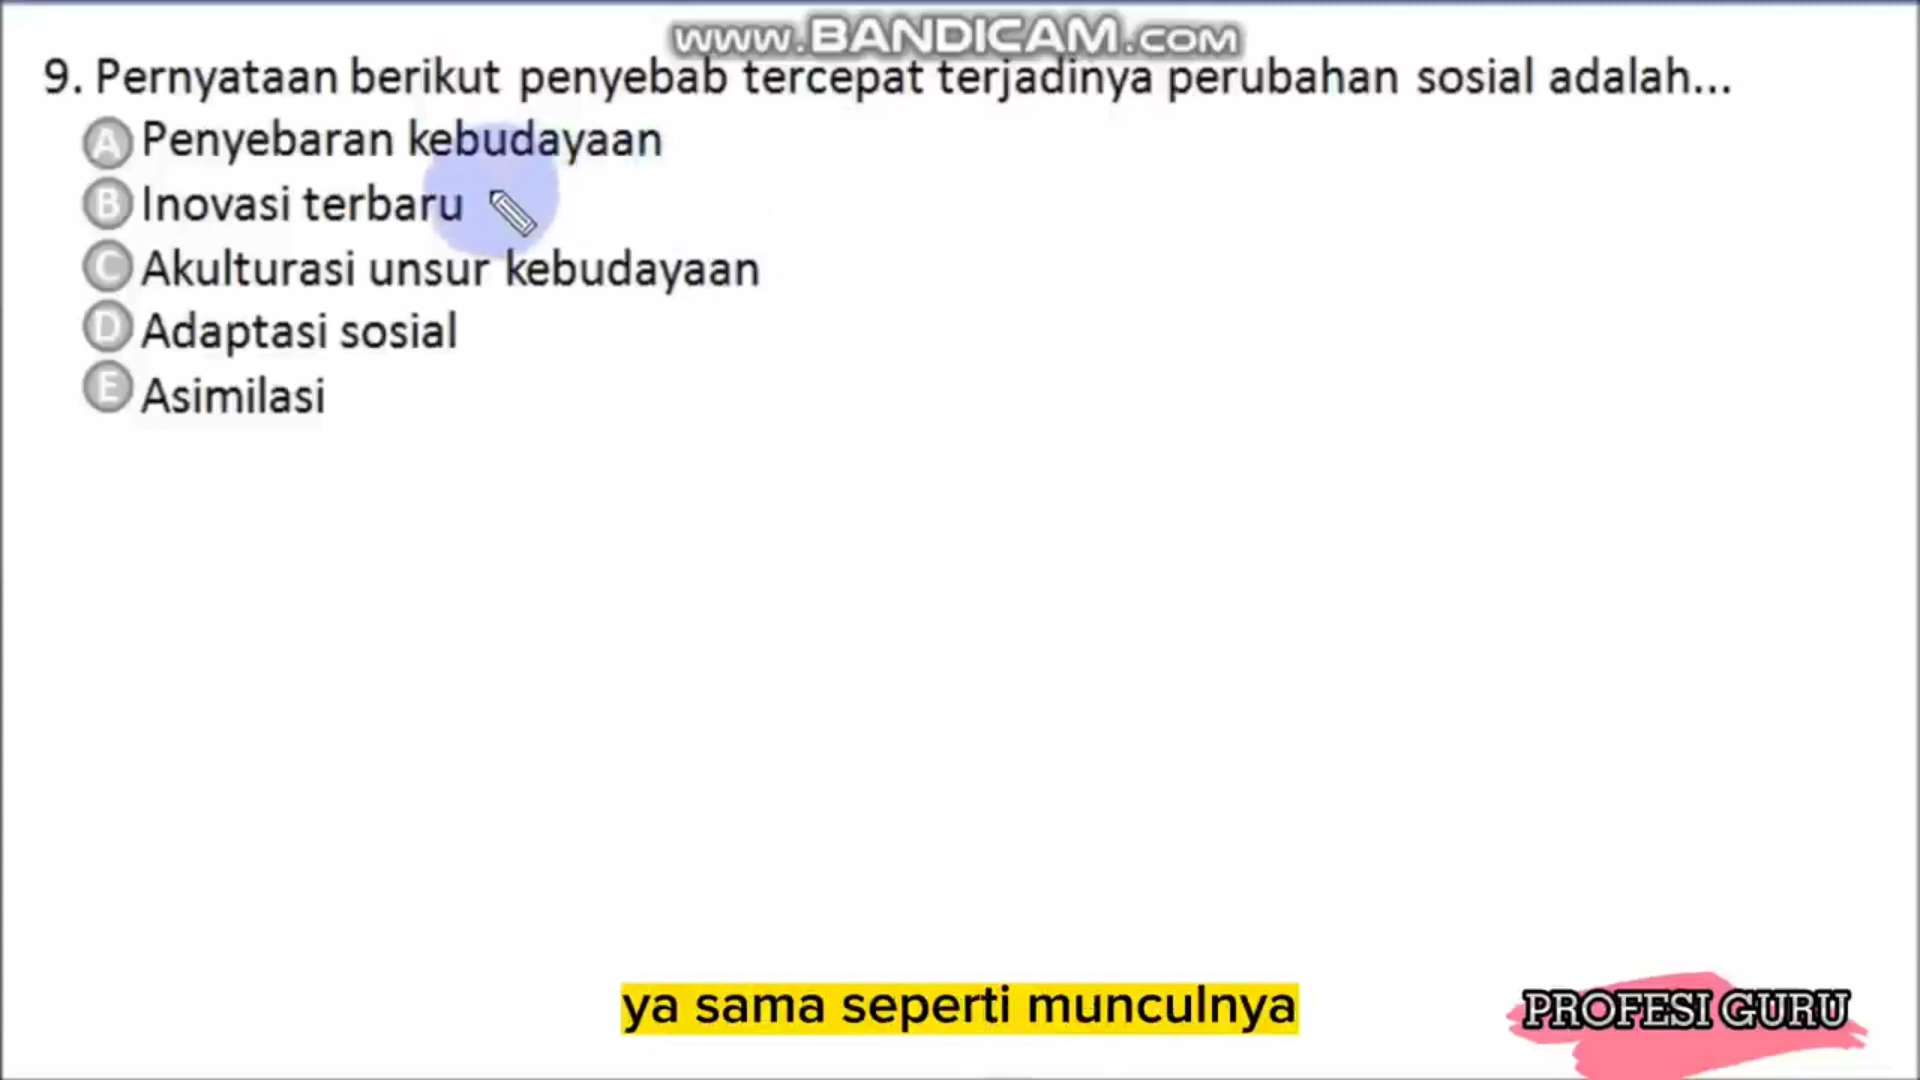 www.BANDICAM.com
9. Pernyataan berikut penyebab tercepat terjadinya perubahan sosial adalah...
A Penyebaran kebudayaan
B Inovasi terbaru
C Akulturasi unsur kebudayaan
D Adaptasi sosial
E Asimilasi
ya sama seperti munculnya
PROFESI GURU